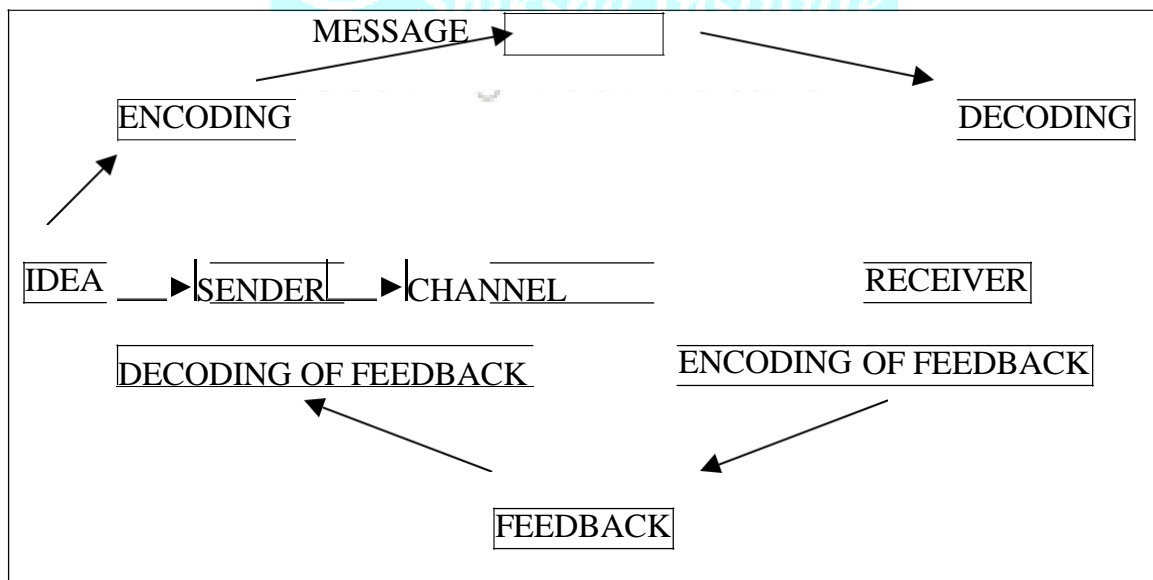 MESSAGE
ENCODING DECODING
IDEA SENDER CHANNEL RECEIVER
DECODING OF FEEDBACK ENCODING OF FEEDBACK
FEEDBACK